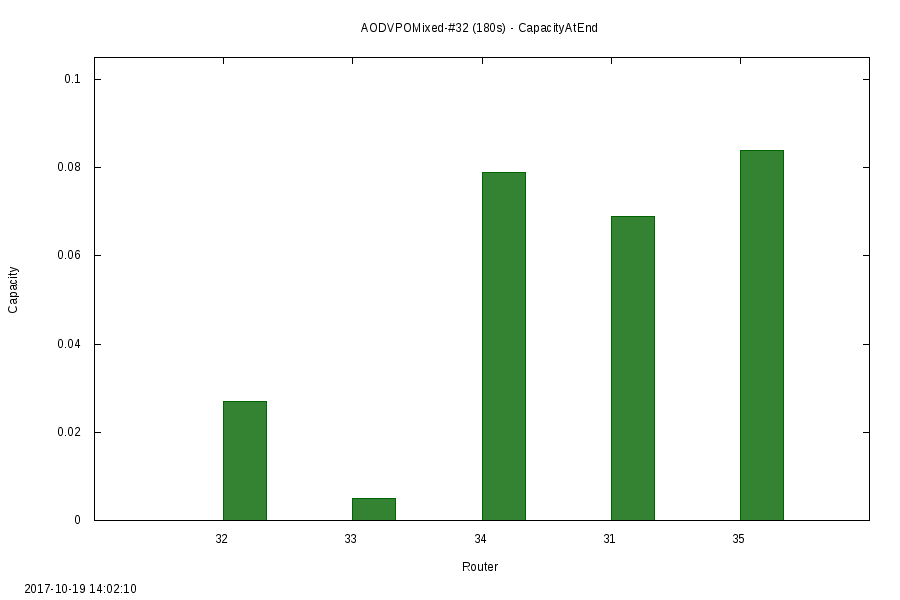 AODVPOMixed-#32 (180s) - CapacityAtEnd
0.1
0.08
0.06
0.04
0.02
0
Capacity
32 33 34 31 35
Router
2017-10-19 14:02:10